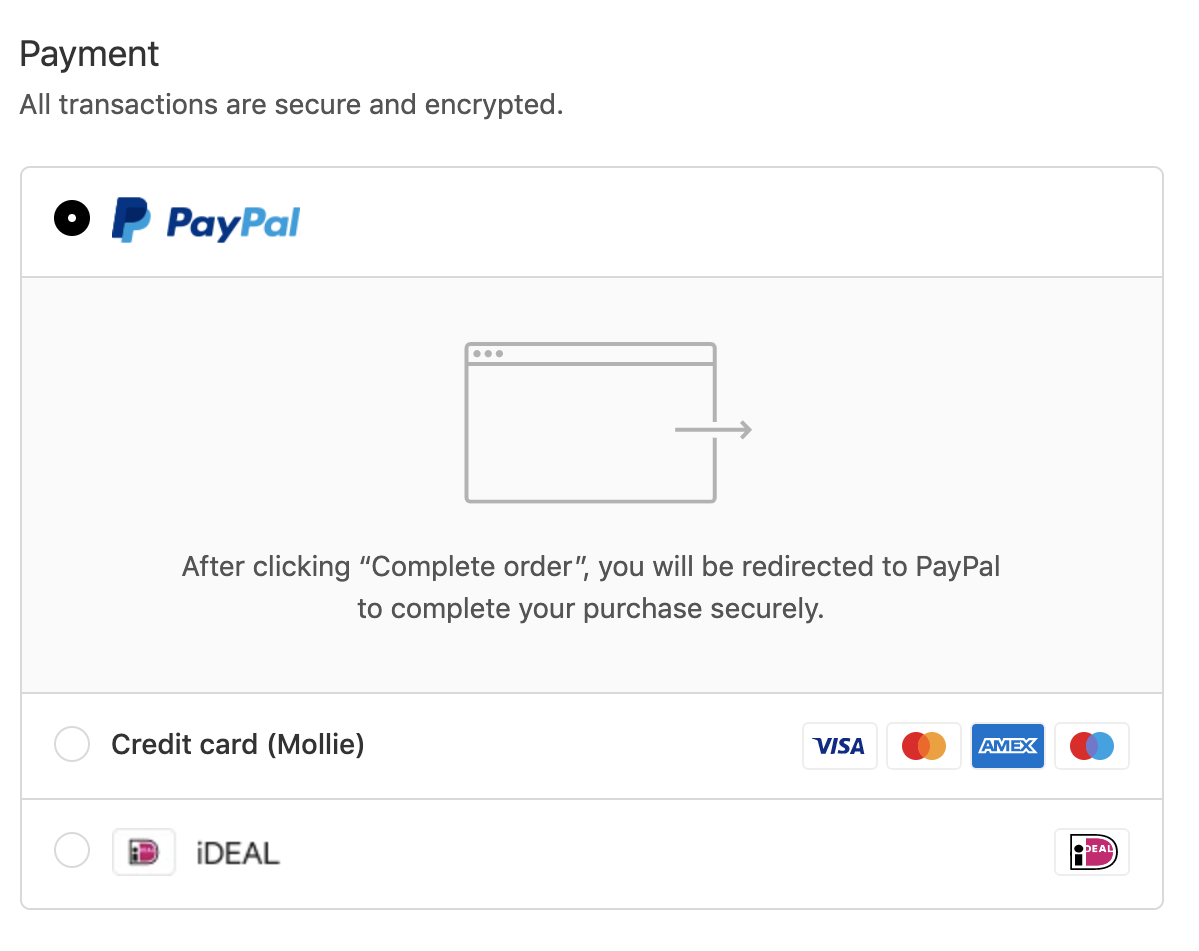 Payment
All transactions are secure and encrypted.
PayPal
After clicking “Complete order”, you will be redirected to PayPal
to complete your purchase securely.
Credit card (Mollie)
VISA
AMEX
iDEAL
iDEAL